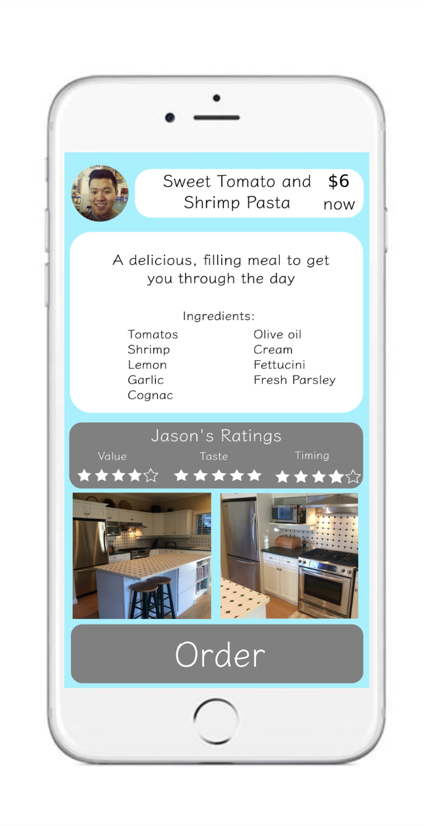 Sweet Tomato and
Shrimp Pasta
$6
now
A delicious, filling meal to get
you through the day
Ingredients:
Tomatos
Shrimp
Lemon
Garlic
Cognac
Olive oil
Cream
Fettucini
Fresh Parsley
Jason's Ratings
Value
Taste
Timing
Order